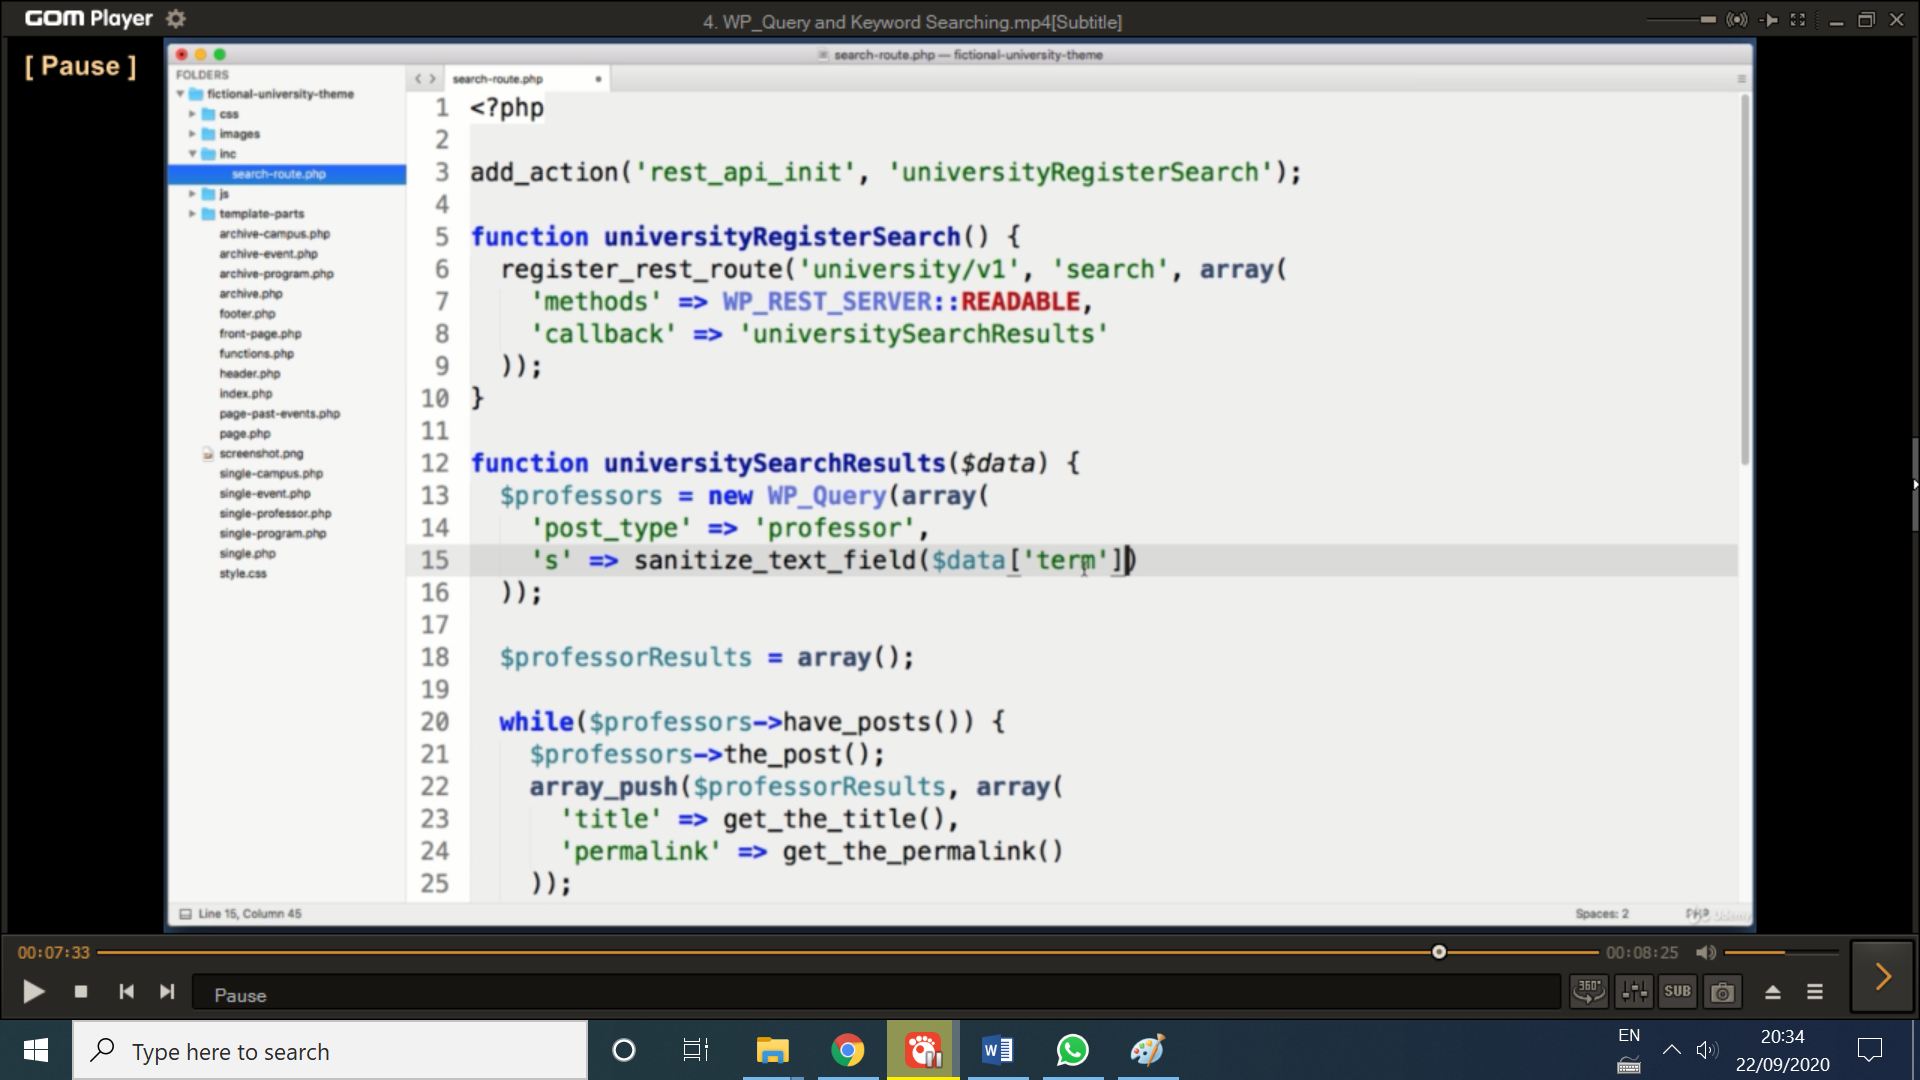 GOM Player
4. WP_Query and Keyword Searching.mp4[Subtitle]
[ Pause ]
search-route.php — fictional-university-theme
FOLDERS
fictional-university-theme
css
images
inc
search-route.php
js
template-parts
archive-campus.php
archive-event.php
archive-program.php
archive.php
footer.php
front-page.php
functions.php
header.php
index.php
page-past-events.php
page.php
screenshot.png
single-campus.php
single-event.php
single-professor.php
single-program.php
single.php
style.css
search-route.php
1 <?php
2
3 add_action('rest_api_init', 'universityRegisterSearch');
4
5 function universityRegisterSearch() {
6 register_rest_route('university/v1', 'search', array(
7 'methods' => WP_REST_SERVER::READABLE,
8 'callback' => 'universitySearchResults'
9 ));
10 }
11
12 function universitySearchResults($data) {
13 $professors = new WP_Query(array(
14 'post_type' => 'professor',
15 's' => sanitize_text_field($data['term'])
16 ));
17
18 $professorResults = array();
19
20 while($professors->have_posts()) {
21 $professors->the_post();
22 array_push($professorResults, array(
23 'title' => get_the_title(),
24 'permalink' => get_the_permalink()
25 ));
Line 15, Column 45
Spaces: 2
PHP
Udemy
00:07:33
00:08:25
Pause
360°
SUB
Type here to search
EN
20:34
22/09/2020